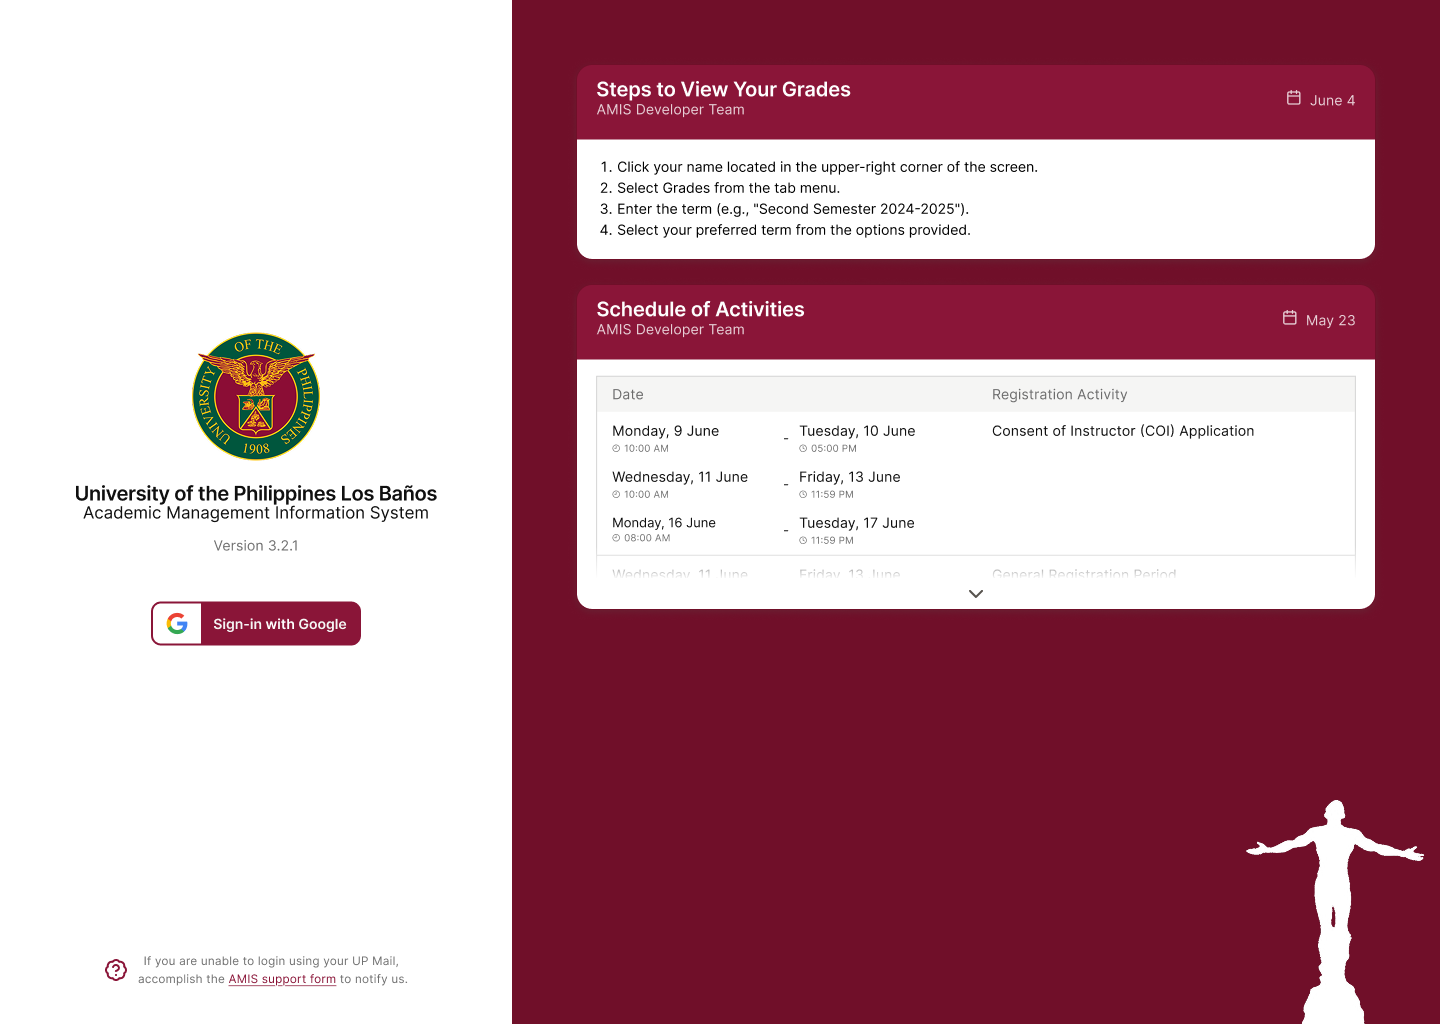 UNIVERSITY OF THE PHILIPPINES
1908
University of the Philippines Los Baños
Academic Management Information System
Version 3.2.1
Sign-in with Google
If you are unable to login using your UP Mail,
accomplish the AMIS support form to notify us.
Steps to View Your Grades
AMIS Developer Team
June 4
1. Click your name located in the upper-right corner of the screen.
2. Select Grades from the tab menu.
3. Enter the term (e.g., "Second Semester 2024-2025").
4. Select your preferred term from the options provided.
Schedule of Activities
AMIS Developer Team
May 23
Date Registration Activity
Monday, 9 June - Tuesday, 10 June Consent of Instructor (COI) Application
10:00 AM 05:00 PM
Wednesday, 11 June - Friday, 13 June
10:00 AM 11:59 PM
Monday, 16 June - Tuesday, 17 June
08:00 AM 11:59 PM
Wednesday, 11 June Friday, 13 June General Registration Period